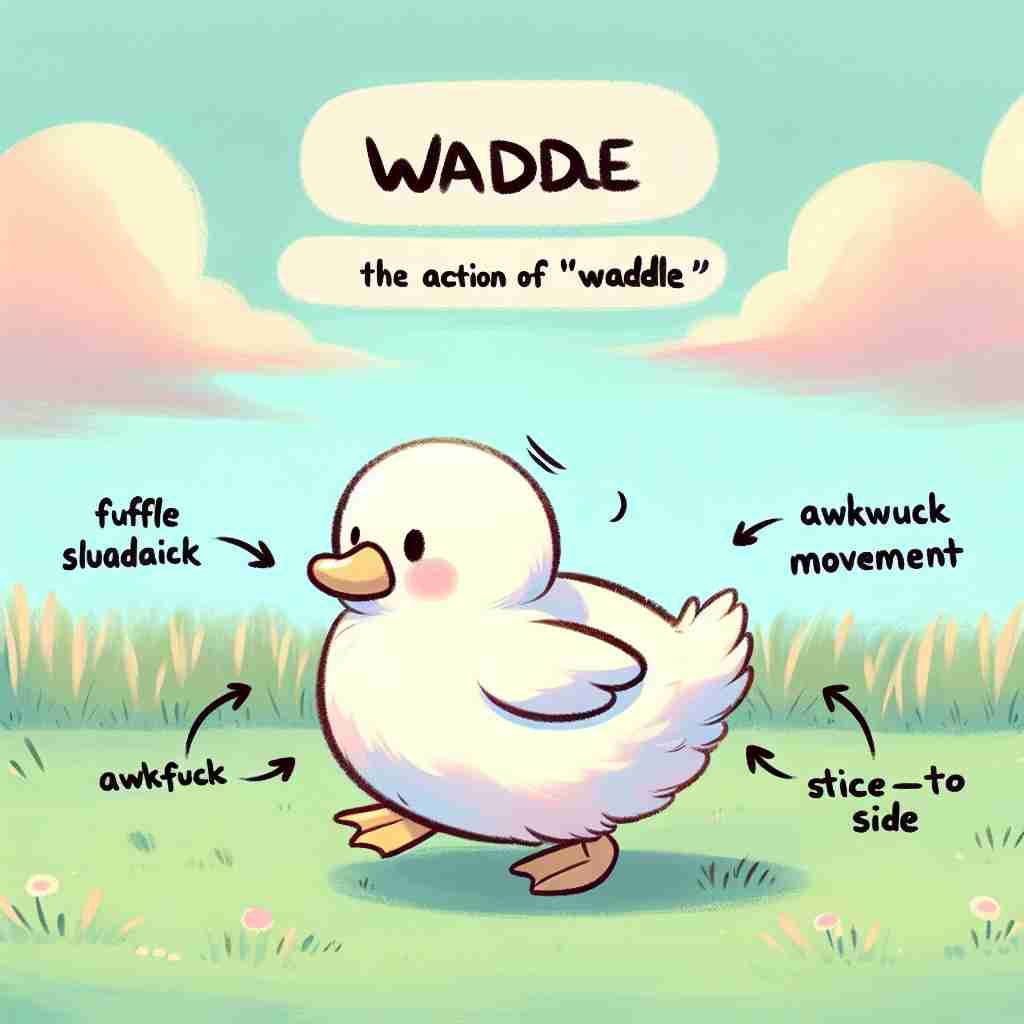 WADDLE
the action of "waddle"
fuffle
sluadaick
awkwuck
movement
awkfuck
stice–to
side